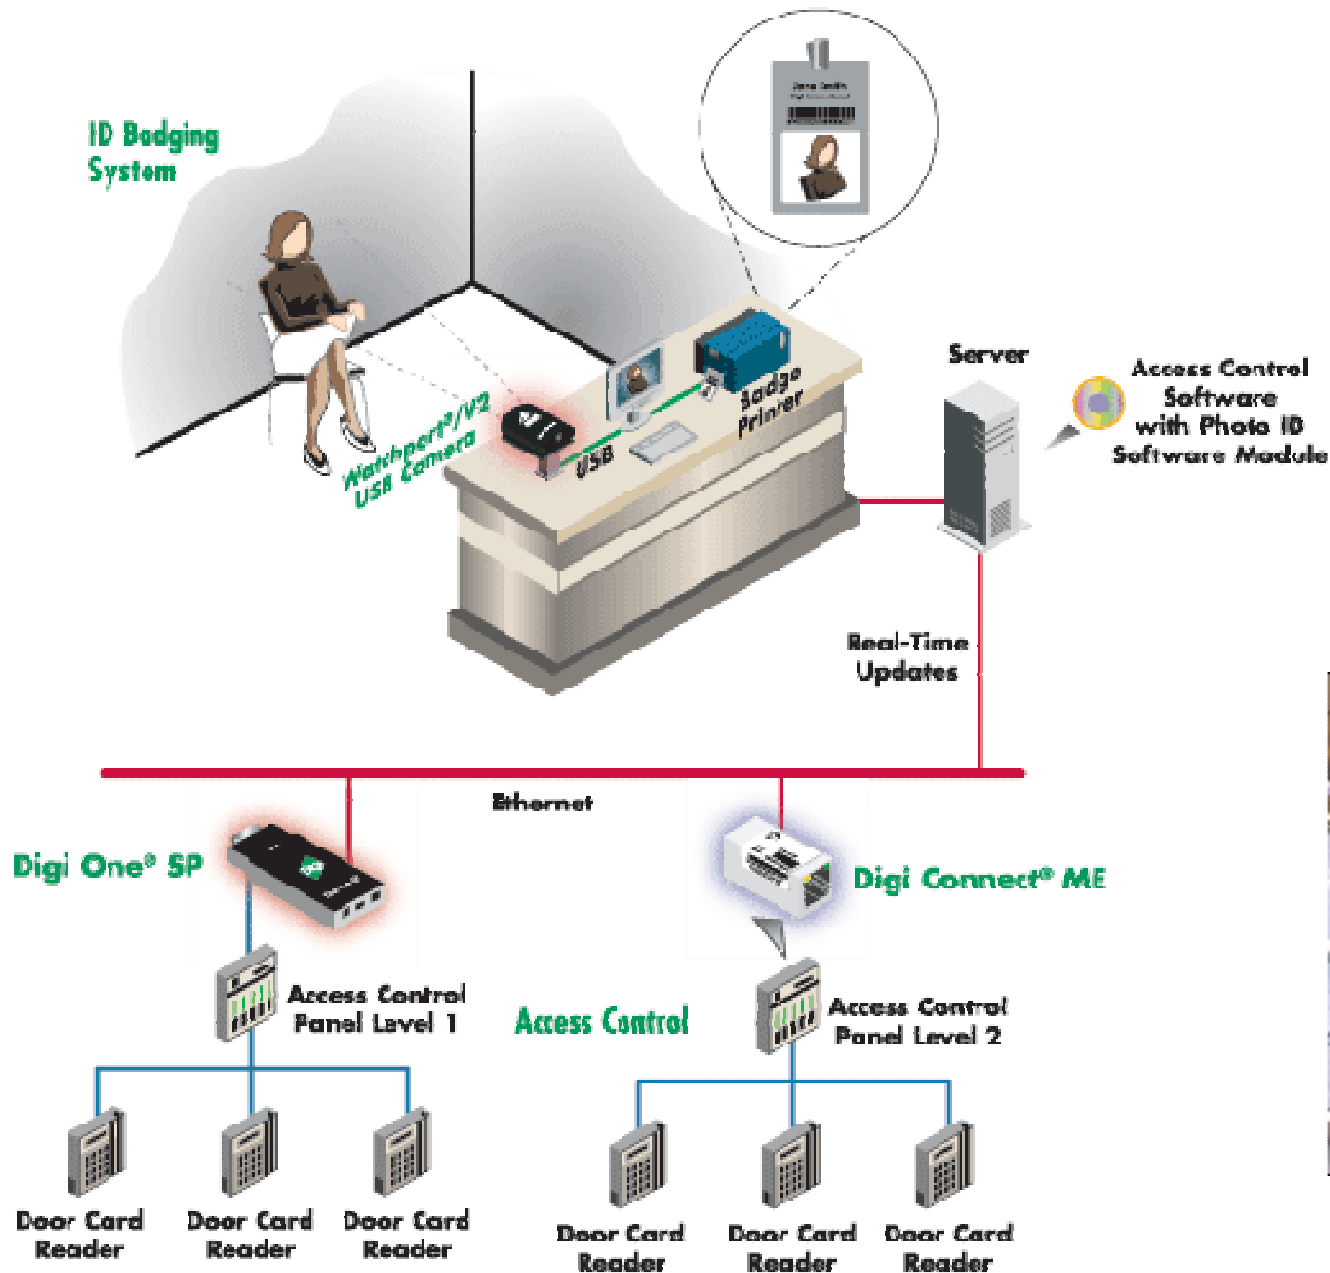 ID Badging
System
Jane Smith
Server
Access Control
Software
with Photo ID
Software Module
Badge
Printer
USB
Watchport®/V2
USB Camera
Real-Time
Updates
Ethernet
Digi One® SP
Digi Connect® ME
Access Control
Panel Level 1
Access Control
Access Control
Panel Level 2
Door Card
Reader
Door Card
Reader
Door Card
Reader
Door Card
Reader
Door Card
Reader
Door Card
Reader